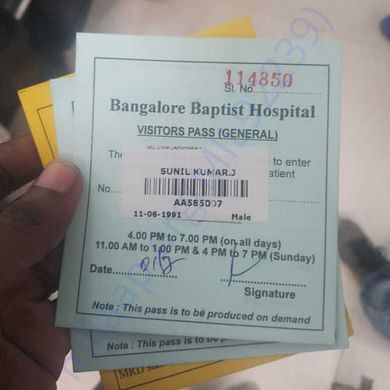 114850
Sl. No.
Bangalore Baptist Hospital
VISITORS PASS (GENERAL)
to enter
SUNIL KUMAR.J
atient
No.
AA585007
11-06-1991 Male
4.00 PM to 7.00 PM (on all days)
11.00 AM to 1.00 PM & 4 PM to 7 PM (Sunday)
Date
Signature
Note : This pass is to be produced on demand
Note : This pass is to be p